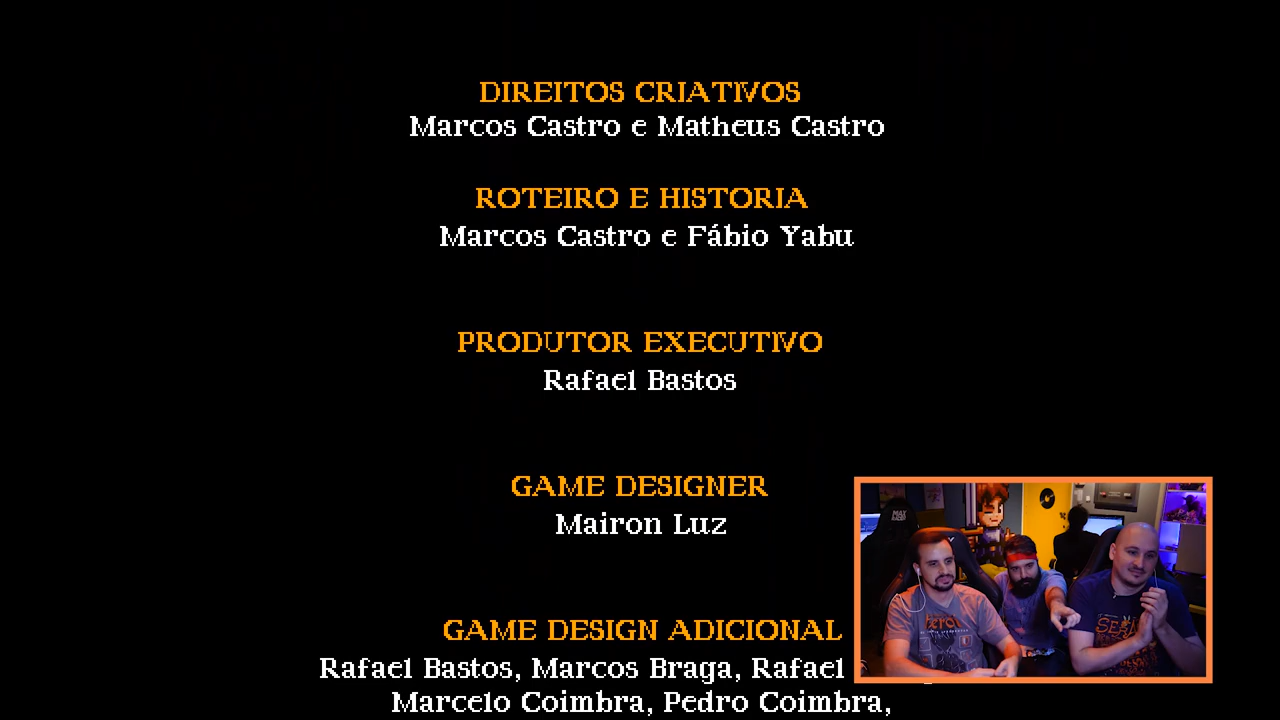 DIREITOS CRIATIVOS
Marcos Castro e Matheus Castro
ROTEIRO E HISTORIA
Marcos Castro e Fábio Yabu
PRODUTOR EXECUTIVO
Rafael Bastos
GAME DESIGNER
Mairon Luz
GAME DESIGN ADICIONAL
Rafael Bastos, Marcos Braga, Rafael
Marcelo Coimbra, Pedro Coimbra,